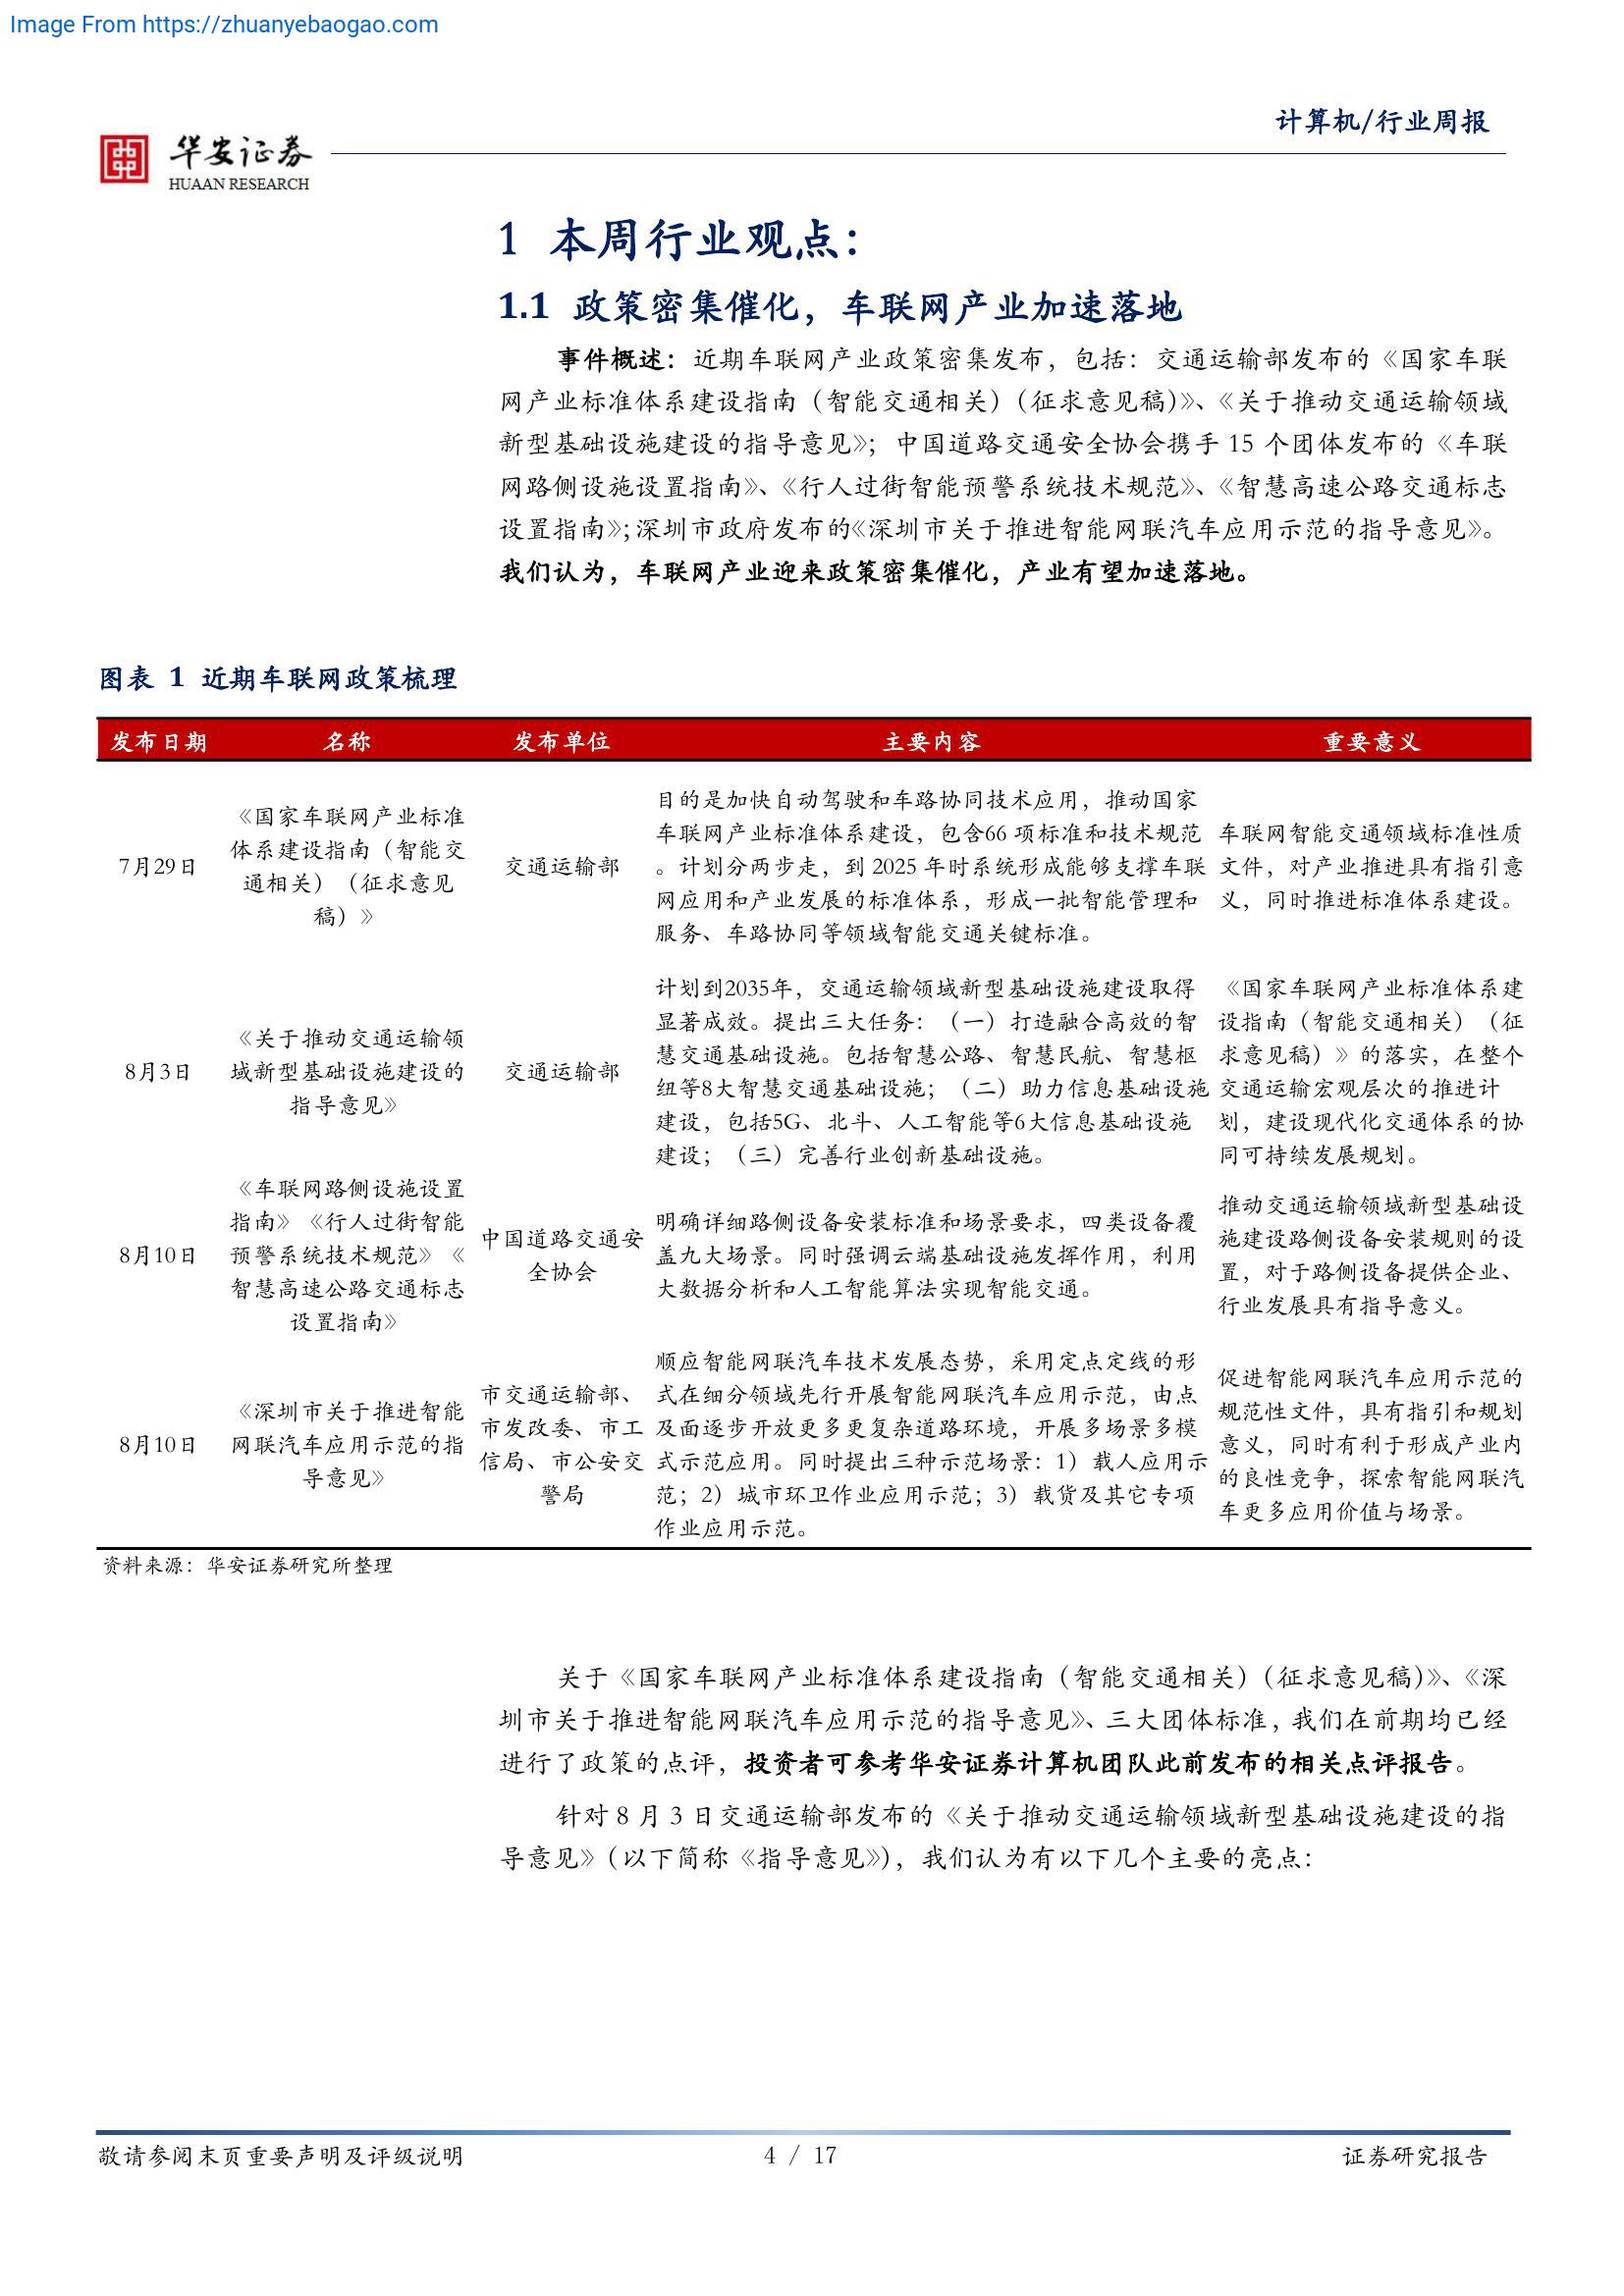 Image From https://zhuanyebaogao.com
计算机/行业周报
华安证券
HUAAN RESEARCH
1 本周行业观点：
1.1 政策密集催化，车联网产业加速落地
事件概述：近期车联网产业政策密集发布，包括：交通运输部发布的《国家车联
网产业标准体系建设指南（智能交通相关）（征求意见稿）》、《关于推动交通运输领域
新型基础设施建设的指导意见》；中国道路交通安全协会携手 15 个团体发布的《车联
网路侧设施设置指南》、《行人过街智能预警系统技术规范》、《智慧高速公路交通标志
设置指南》；深圳市政府发布的《深圳市关于推进智能网联汽车应用示范的指导意见》。
我们认为，车联网产业迎来政策密集催化，产业有望加速落地。
图表 1 近期车联网政策梳理
发布日期 名称 发布单位 主要内容 重要意义
7月29日
《国家车联网产业标准
体系建设指南（智能交
通相关）（征求意见
稿）》
交通运输部
目的是加快自动驾驶和车路协同技术应用，推动国家
车联网产业标准体系建设，包含66 项标准和技术规范
。计划分两步走，到 2025 年时系统形成能够支撑车联
网应用和产业发展的标准体系，形成一批智能管理和
服务、车路协同等领域智能交通关键标准。
车联网智能交通领域标准性质
文件，对产业推进具有指引意
义，同时推进标准体系建设。
8月3日
《关于推动交通运输领
域新型基础设施建设的
指导意见》
交通运输部
计划到2035年，交通运输领域新型基础设施建设取得
显著成效。提出三大任务：（一）打造融合高效的智
慧交通基础设施。包括智慧公路、智慧民航、智慧枢
纽等8大智慧交通基础设施；（二）助力信息基础设施
建设，包括5G、北斗、人工智能等6大信息基础设施
建设；（三）完善行业创新基础设施。
《国家车联网产业标准体系建
设指南（智能交通相关）（征
求意见稿）》的落实，在整个
交通运输宏观层次的推进计
划，建设现代化交通体系的协
同可持续发展规划。
8月10日
《车联网路侧设施设置
指南》《行人过街智能
预警系统技术规范》《
智慧高速公路交通标志
设置指南》
中国道路交通安
全协会
明确详细路侧设备安装标准和场景要求，四类设备覆
盖九大场景。同时强调云端基础设施发挥作用，利用
大数据分析和人工智能算法实现智能交通。
推动交通运输领域新型基础设
施建设路侧设备安装规则的设
置，对于路侧设备提供企业、
行业发展具有指导意义。
8月10日
《深圳市关于推进智能
网联汽车应用示范的指
导意见》
市交通运输部、
市发改委、市工
信局、市公安交
警局
顺应智能网联汽车技术发展态势，采用定点定线的形
式在细分领域先行开展智能网联汽车应用示范，由点
及面逐步开放更多更复杂道路环境，开展多场景多模
式示范应用。同时提出三种示范场景：1）载人应用示
范；2）城市环卫作业应用示范；3）载货及其它专项
作业应用示范。
促进智能网联汽车应用示范的
规范性文件，具有指引和规划
意义，同时有利于形成产业内
的良性竞争，探索智能网联汽
车更多应用价值与场景。
资料来源：华安证券研究所整理
关于《国家车联网产业标准体系建设指南（智能交通相关）（征求意见稿）》、《深
圳市关于推进智能网联汽车应用示范的指导意见》、三大团体标准，我们在前期均已经
进行了政策的点评，投资者可参考华安证券计算机团队此前发布的相关点评报告。
针对 8 月 3 日交通运输部发布的《关于推动交通运输领域新型基础设施建设的指
导意见》（以下简称《指导意见》），我们认为有以下几个主要的亮点：
敬请参阅末页重要声明及评级说明
4 / 17
证券研究报告